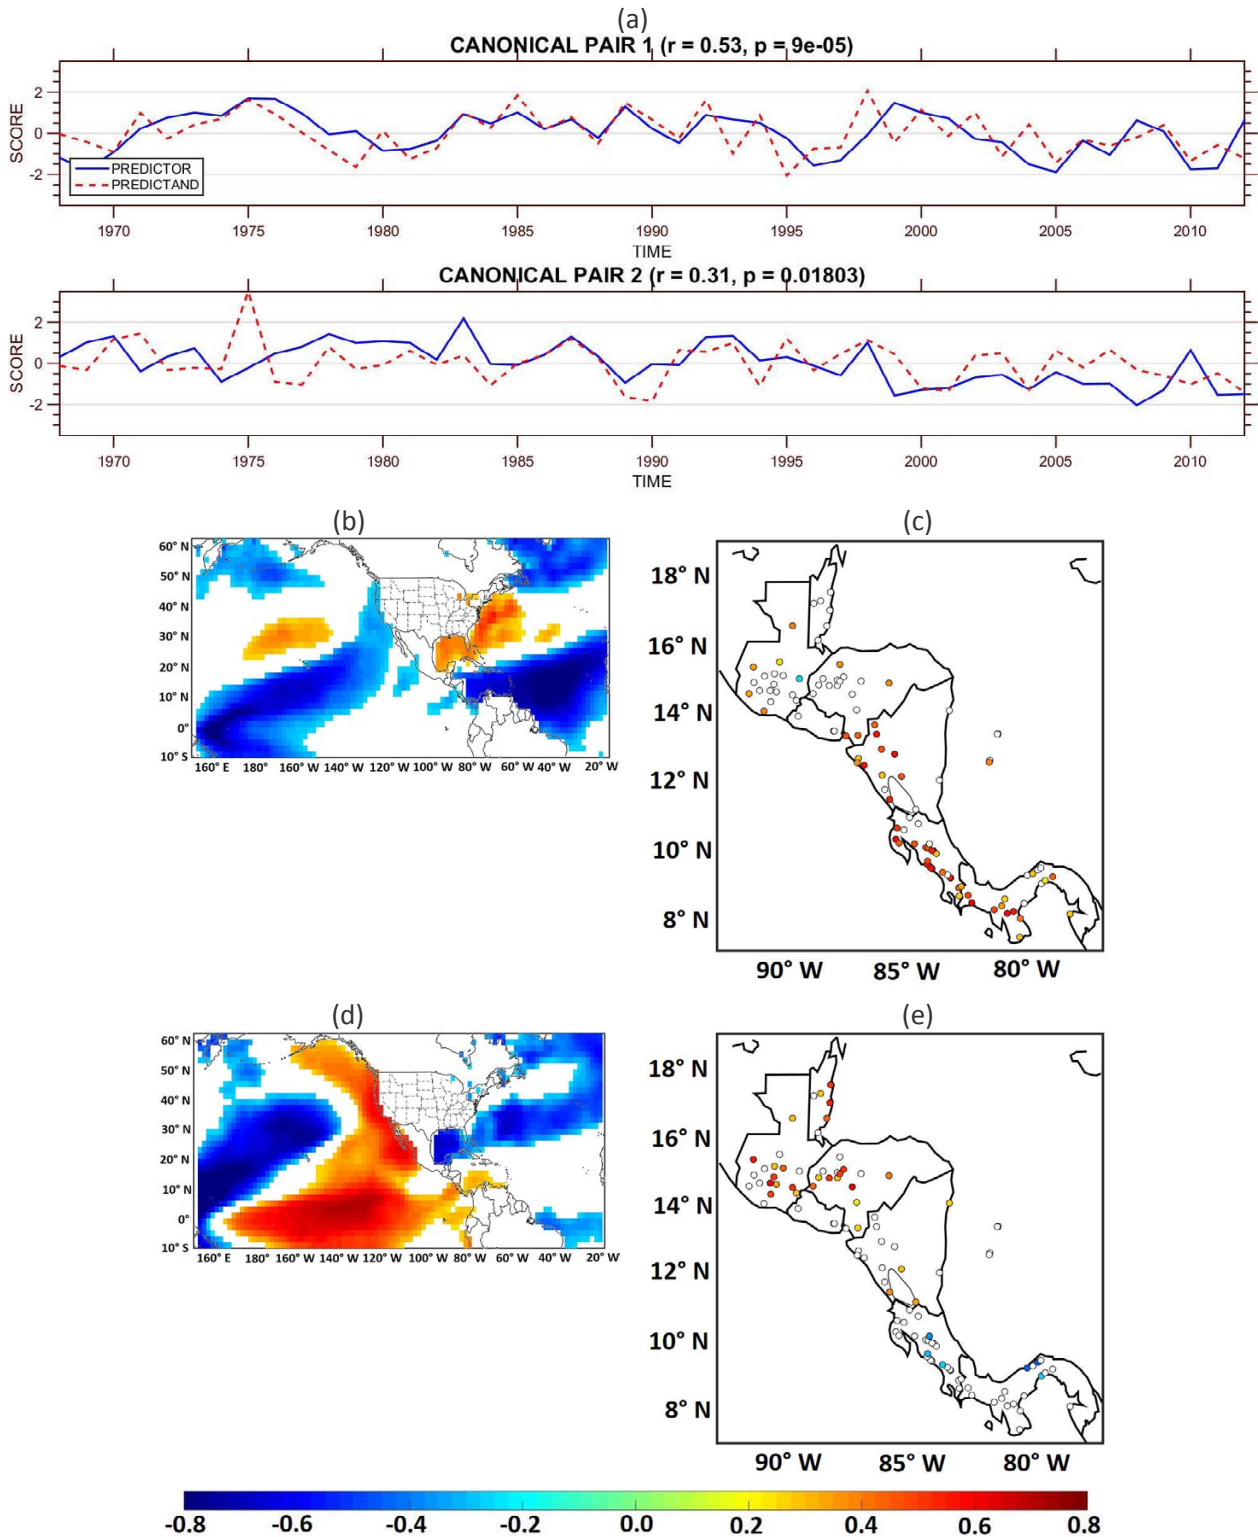 (a)
CANONICAL PAIR 1 (r = 0.53, p = 9e-05)
SCORE
2
0
-2
PREDICTOR
PREDICTAND
1970 1975 1980 1985 1990 1995 2000 2005 2010
TIME
CANONICAL PAIR 2 (r = 0.31, p = 0.01803)
SCORE
2
0
-2
1970 1975 1980 1985 1990 1995 2000 2005 2010
TIME
(b)
60° N
50° N
40° N
30° N
20° N
10° N
0°
10° S
160° E 180° 160° W 140° W 120° W 100° W 80° W 60° W 40° W 20° W
(c)
18° N
16° N
14° N
12° N
10° N
8° N
90° W 85° W 80° W
(d)
60° N
50° N
40° N
30° N
20° N
10° N
0°
10° S
160° E 180° 160° W 140° W 120° W 100° W 80° W 60° W 40° W 20° W
(e)
18° N
16° N
14° N
12° N
10° N
8° N
90° W 85° W 80° W
-0.8 -0.6 -0.4 -0.2 0.0 0.2 0.4 0.6 0.8